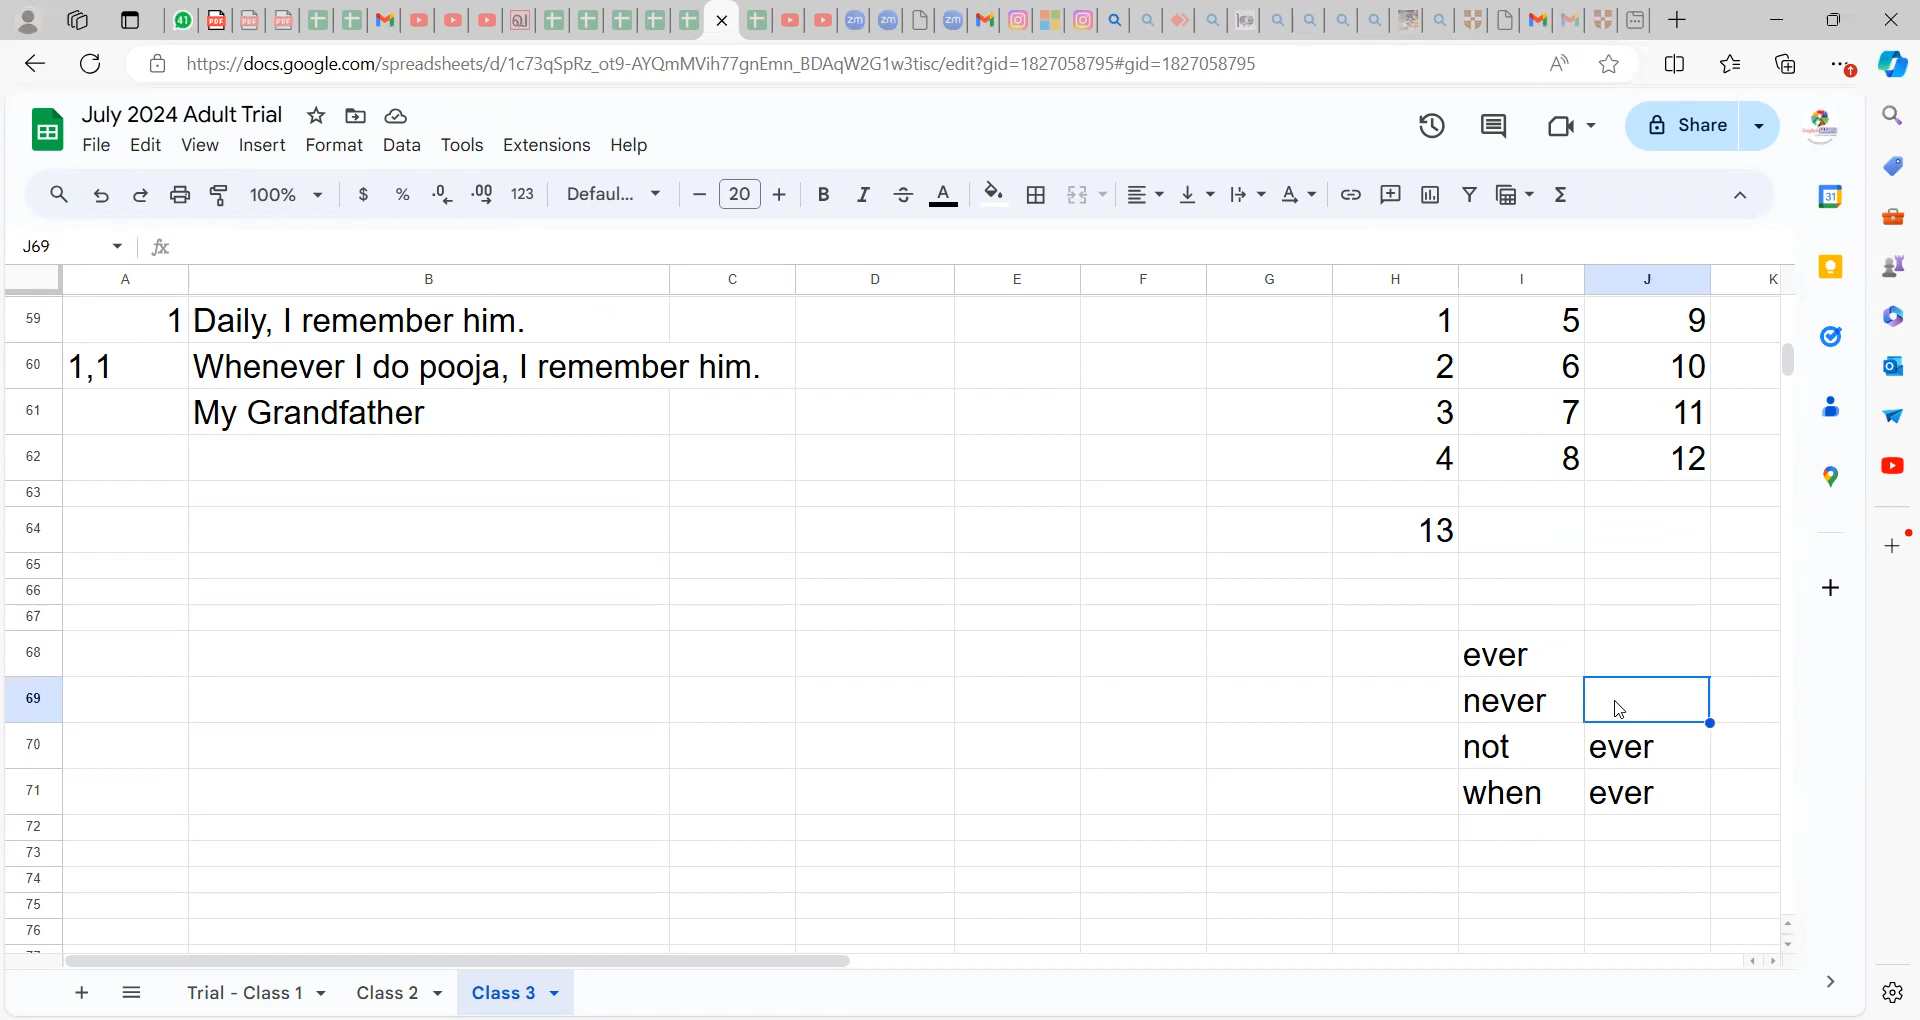 41
https://docs.google.com/spreadsheets/d/1c73qSpRz_ot9-AYQmMVih77gnEmn_BDAqW2G1w3tisc/edit?gid=1827058795#gid=1827058795
July 2024 Adult Trial
File Edit View Insert Format Data Tools Extensions Help
Share
100% $ % .0 .00 123 Defaul... 20 B I A
J69 fx
A B C D E F G H I J K
59 1 Daily, I remember him. 1 5 9
60 1,1 Whenever I do pooja, I remember him. 2 6 10
61 My Grandfather 3 7 11
62 4 8 12
63
64 13
65
66
67
68 ever
69 never
70 not ever
71 when ever
72
73
74
75
76
Trial - Class 1 Class 2 Class 3